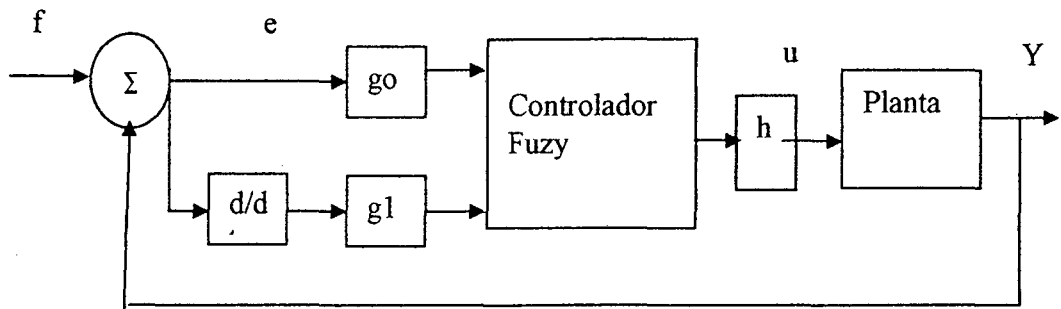 f
e
u
Y
Σ
go
Controlador
Fuzy
h
Planta
d/d
g1